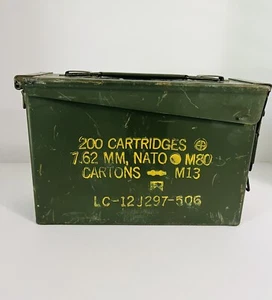 200 CARTRIDGES
7.62 MM, NATO M80
CARTONS M13
LC-12J297-506